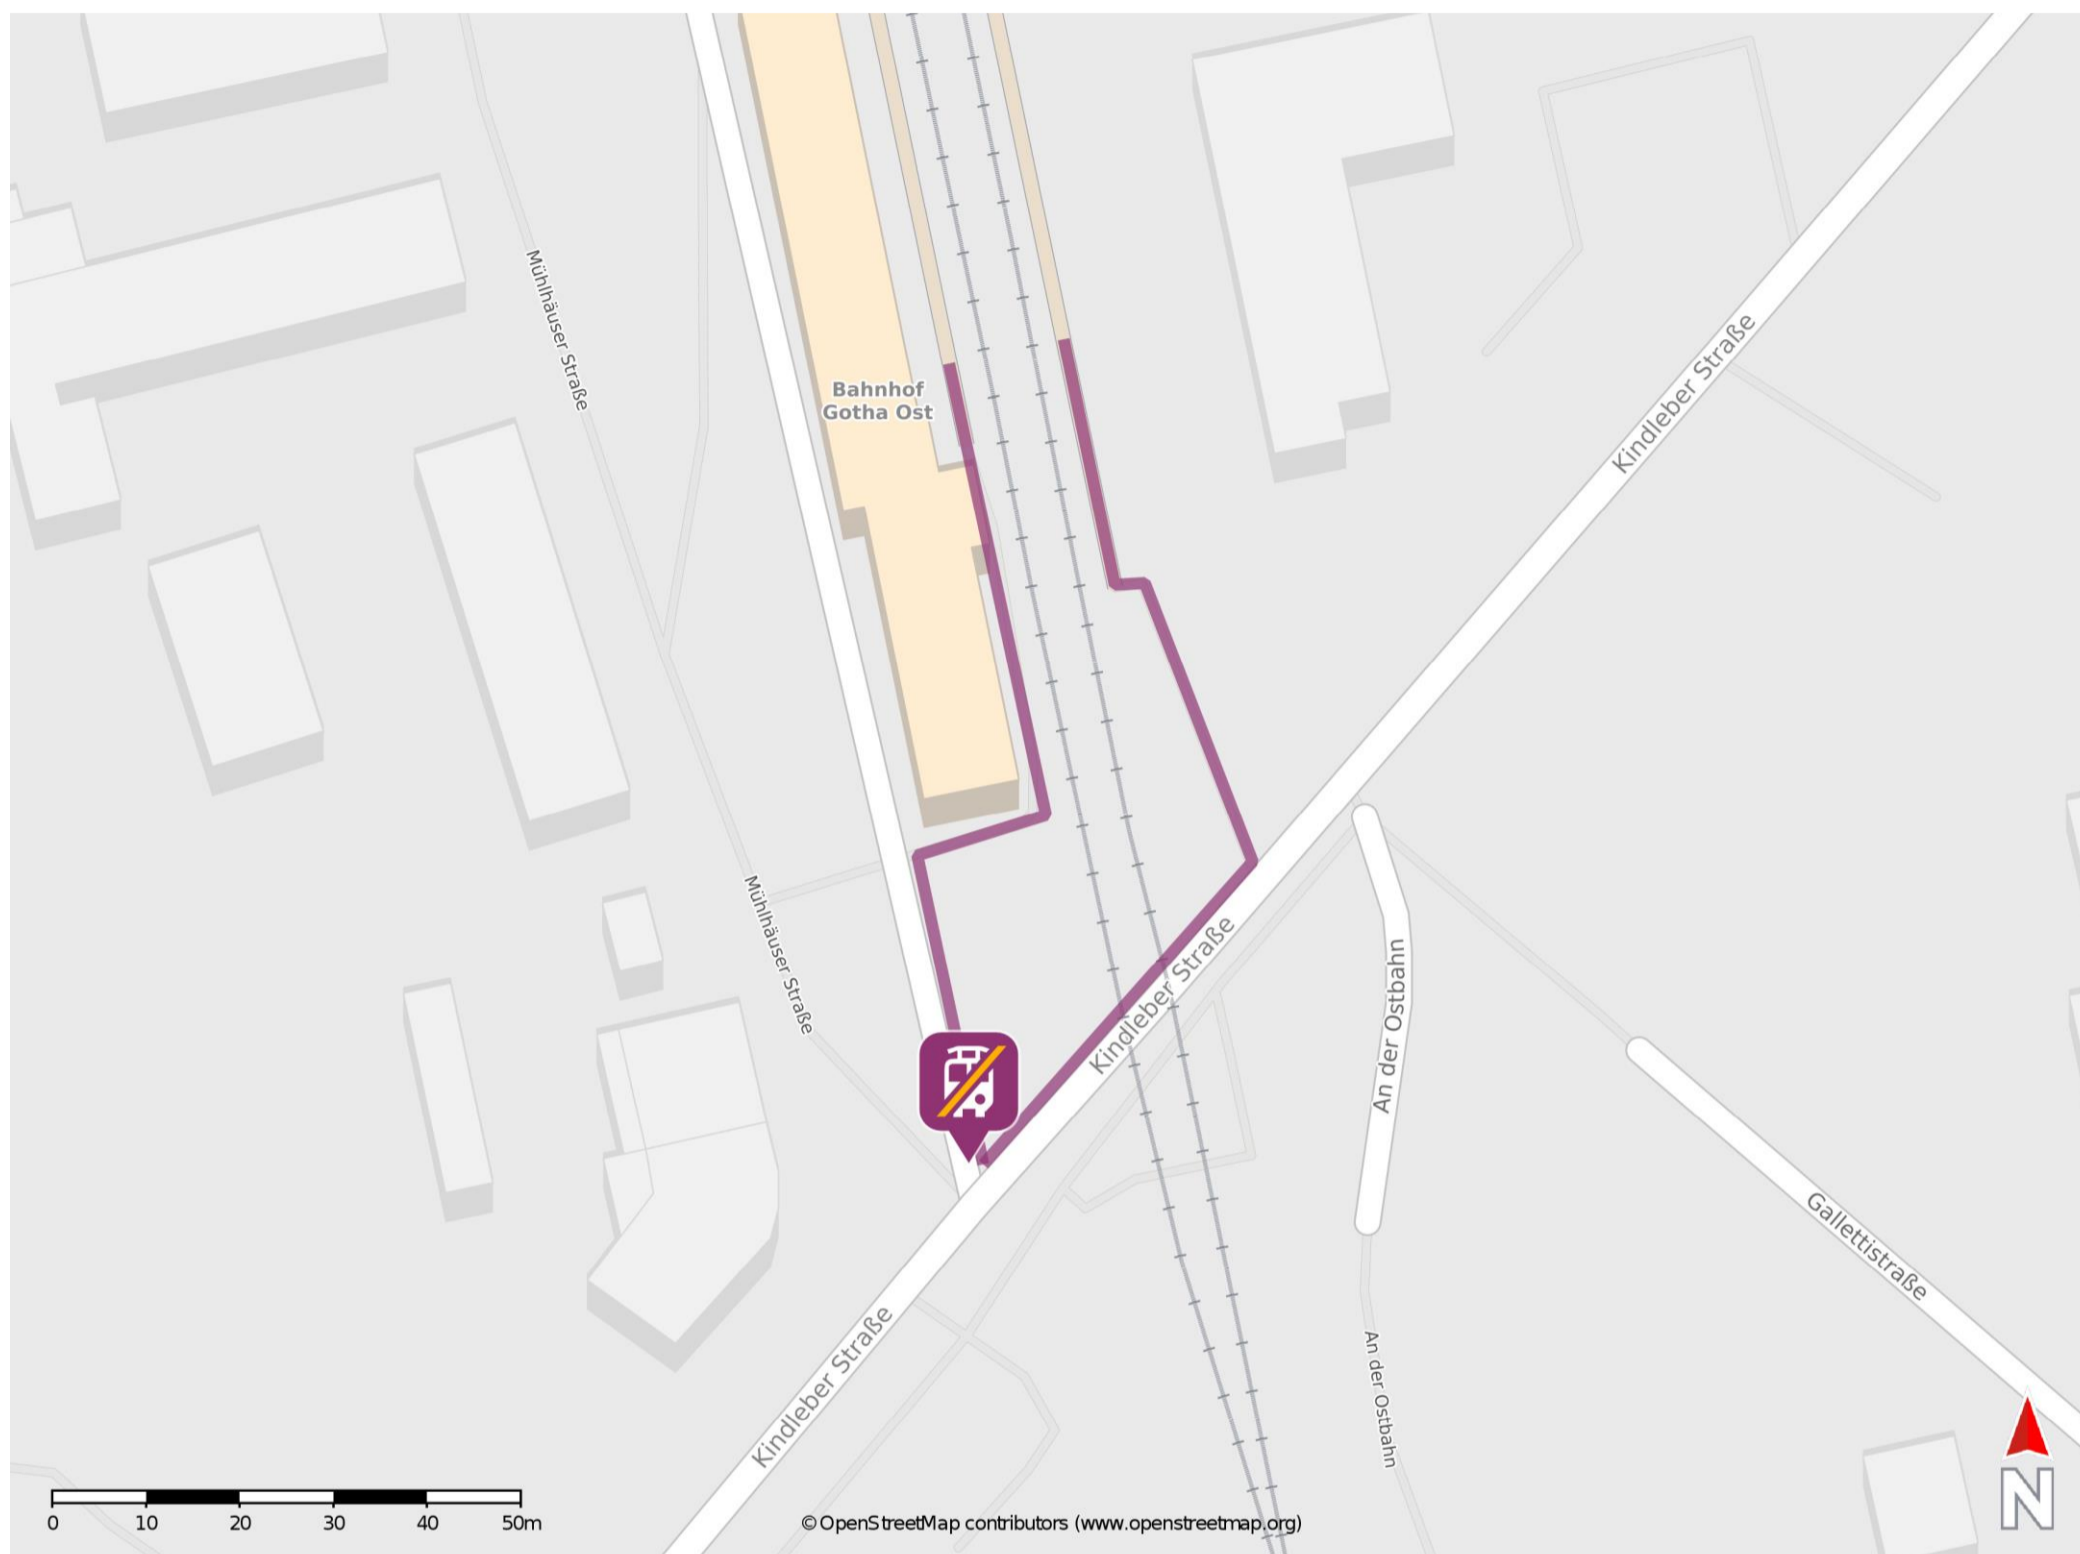 Mühlhäuser Straße
Kindleber Straße
Bahnhof
Gotha Ost
Mühlhäuser Straße
Kindleber Straße
An der Ostbahn
Gallettistraße
Kindleber Straße
An der Ostbahn
N
0 10 20 30 40 50m
© OpenStreetMap contributors (www.openstreetmap.org)